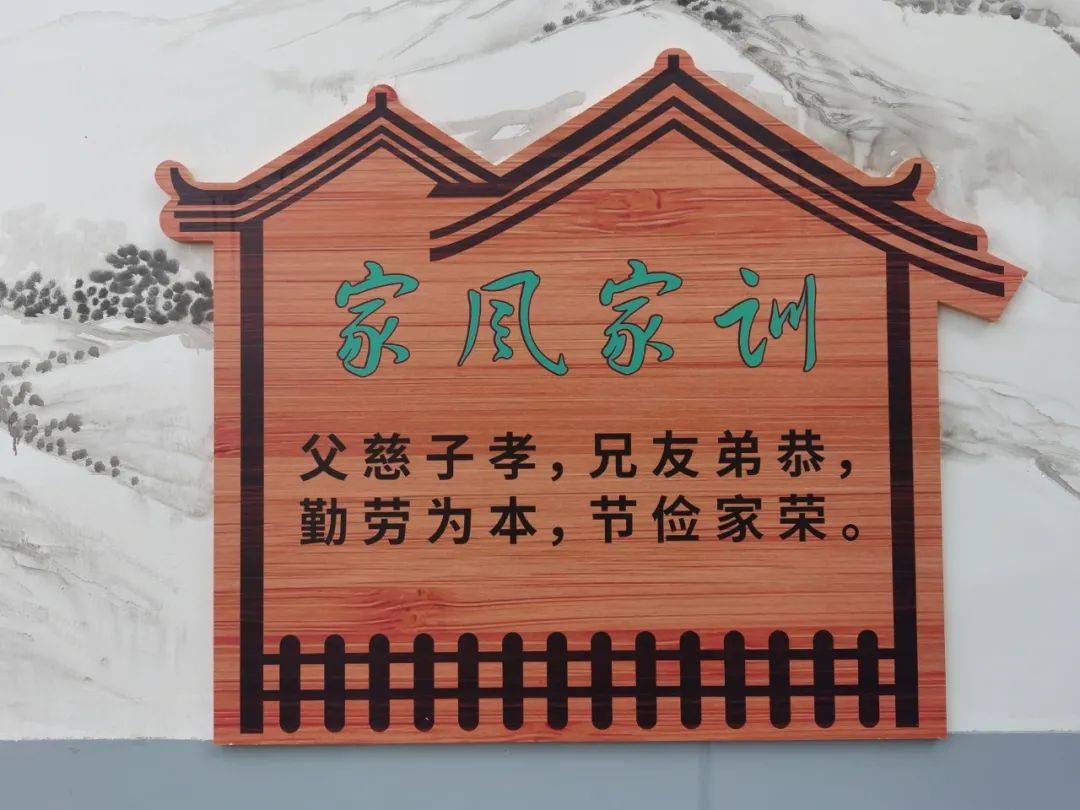 家风家训
父慈子孝，兄友弟恭，
勤劳为本，节俭家荣。